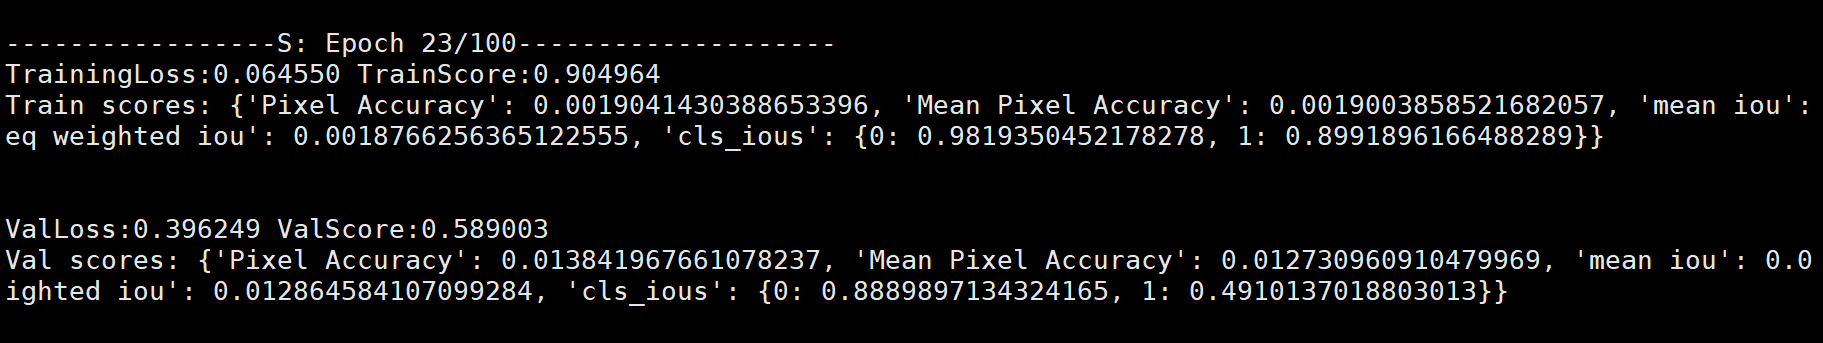 -----------------S: Epoch 23/100--------------------
TrainingLoss:0.064550 TrainScore:0.904964
Train scores: {'Pixel Accuracy': 0.0019041430388653396, 'Mean Pixel Accuracy': 0.0019003858521682057, 'mean iou':
eq weighted iou': 0.0018766256365122555, 'cls_ious': {0: 0.9819350452178278, 1: 0.8991896166488289}}
ValLoss:0.396249 ValScore:0.589003
Val scores: {'Pixel Accuracy': 0.013841967661078237, 'Mean Pixel Accuracy': 0.012730960910479969, 'mean iou': 0.0
ighted iou': 0.012864584107099284, 'cls_ious': {0: 0.8889897134324165, 1: 0.4910137018803013}}